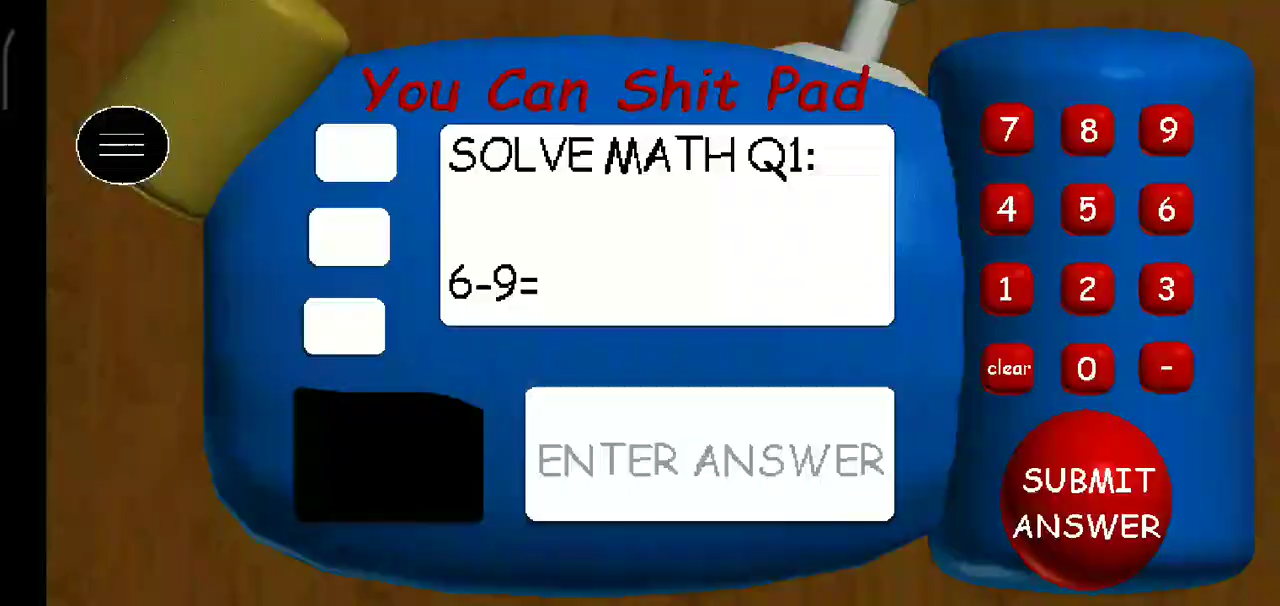 You Can Shit Pad
SOLVE MATH Q1:
6-9=
ENTER ANSWER
7 8 9
4 5 6
1 2 3
clear 0 -
SUBMIT
ANSWER